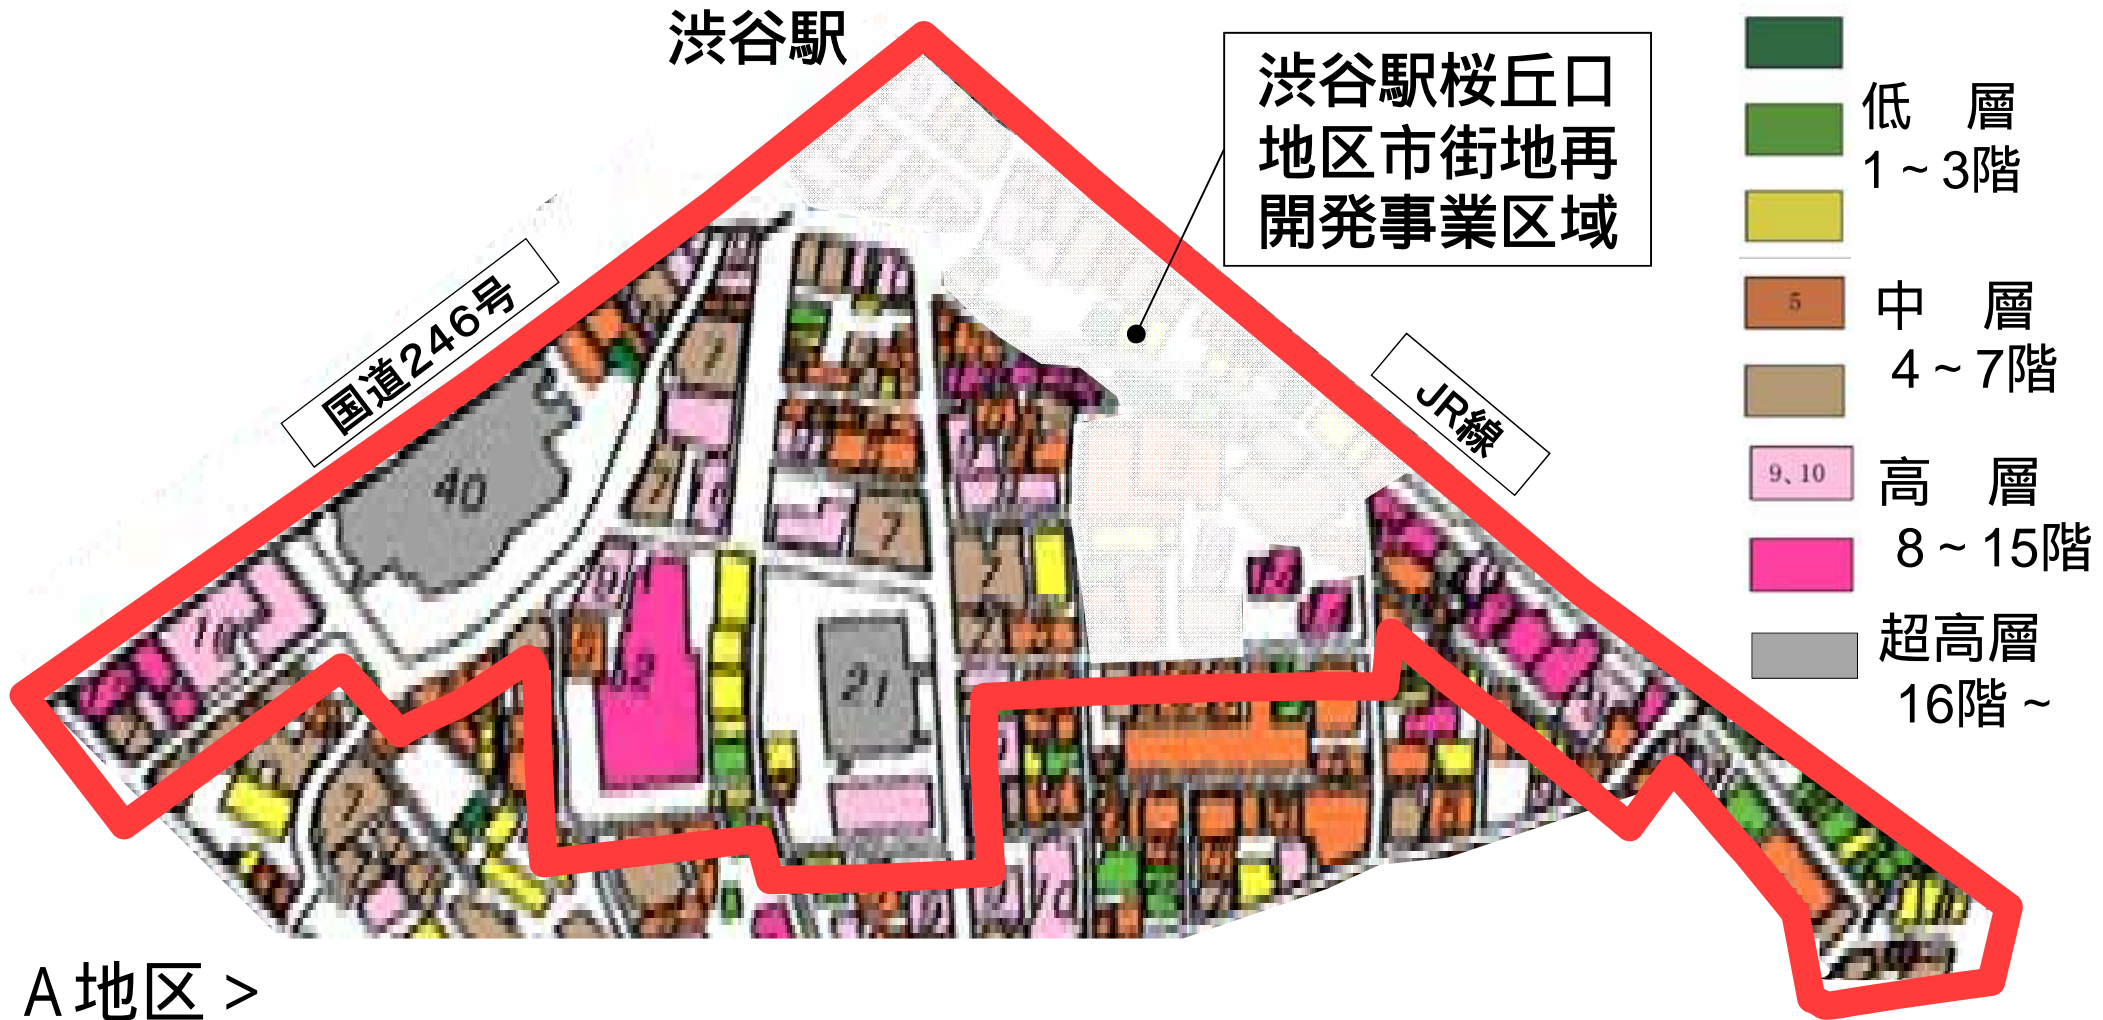 渋谷駅
渋谷駅桜丘口
地区市街地再
開発事業区域
国道246号
JR線
低 層
1~3階
5
中 層
4~7階
9、10
高 層
8~15階
超高層
16階~
40
7
7
7
7
21
A地区>